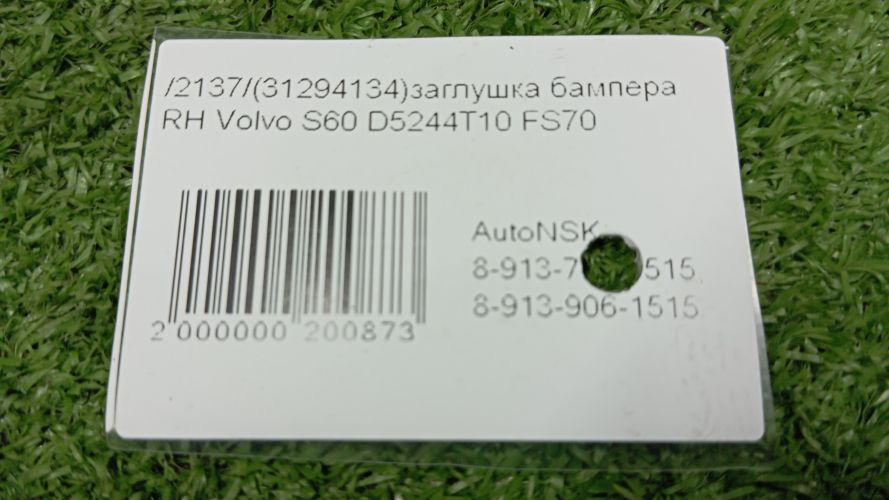 /2137/(31294134)заглушка бампера
RH Volvo S60 D5244T10 FS70
AutoNSK
8-913-906-1515
2 000000 200873